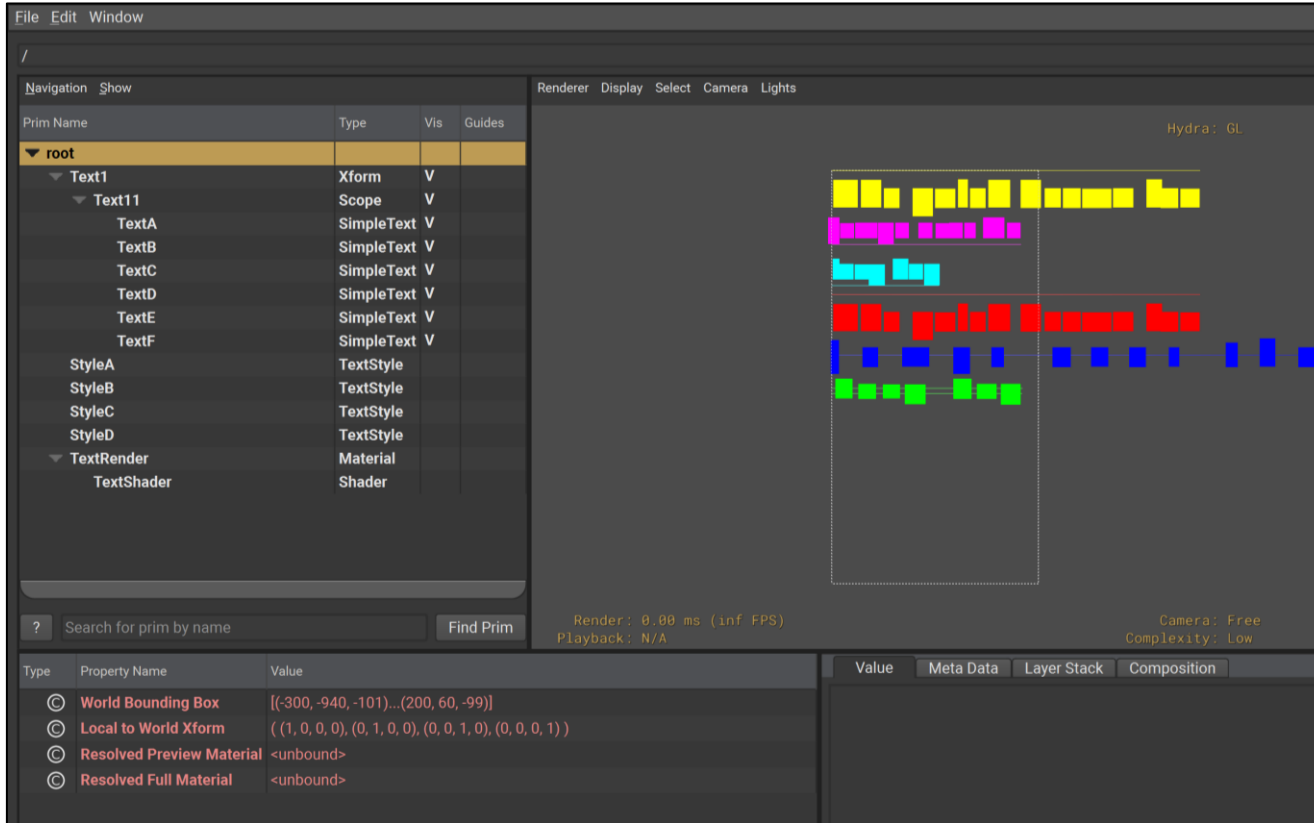 File Edit Window
/
Navigation Show
Prim Name Type Vis Guides
root
Text1 Xform V
Text11 Scope V
TextA SimpleText V
TextB SimpleText V
TextC SimpleText V
TextD SimpleText V
TextE SimpleText V
TextF SimpleText V
StyleA TextStyle
StyleB TextStyle
StyleC TextStyle
StyleD TextStyle
TextRender Material
TextShader Shader
? Search for prim by name Find Prim
Renderer Display Select Camera Lights
Hydra: GL
Render: 0.00 ms (inf FPS)
Playback: N/A
Camera: Free
Complexity: Low
Type Property Name Value
© World Bounding Box [(-300, -940, -101)...(200, 60, -99)]
© Local to World Xform ( (1, 0, 0, 0), (0, 1, 0, 0), (0, 0, 1, 0), (0, 0, 0, 1) )
© Resolved Preview Material <unbound>
© Resolved Full Material <unbound>
Value Meta Data Layer Stack Composition